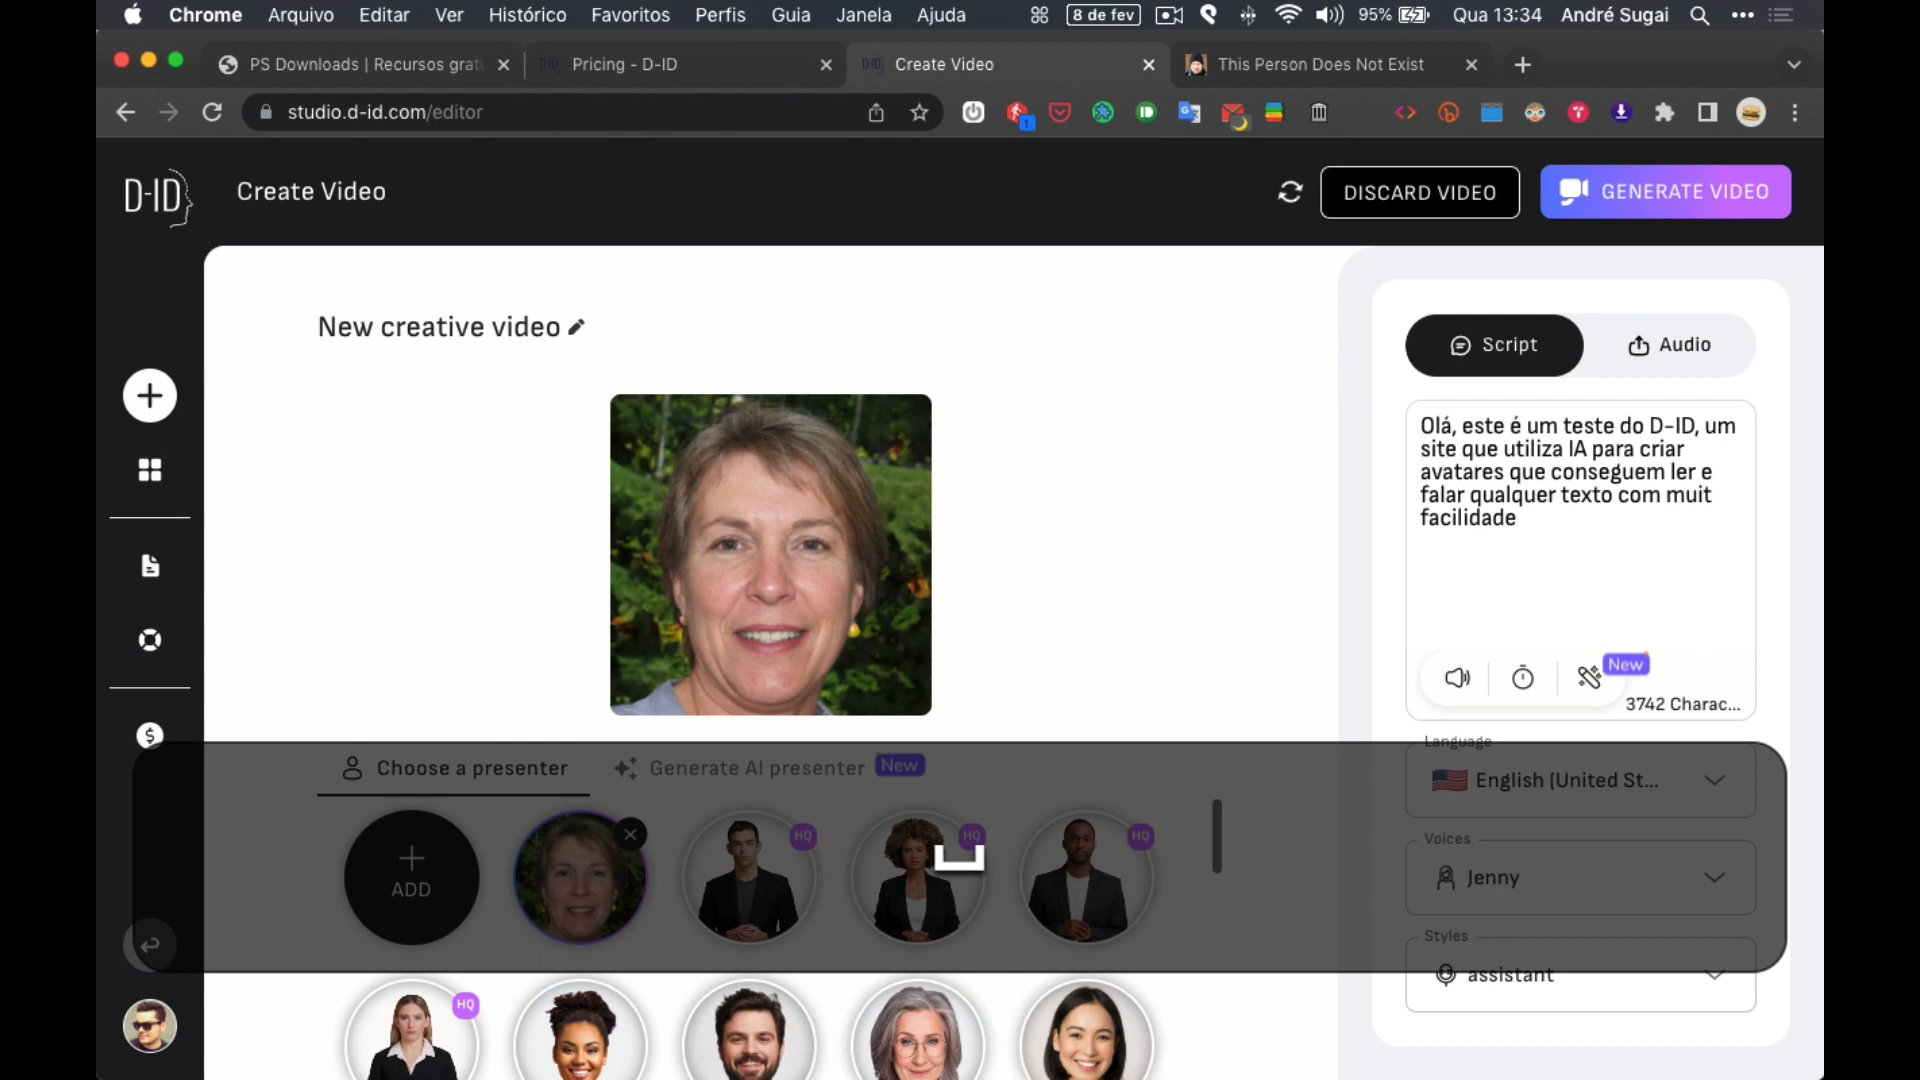 Chrome Arquivo Editar Ver Histórico Favoritos Perfis Guia Janela Ajuda 8 de fev 95% Qua 13:34 André Sugai
PS Downloads | Recursos grat
Pricing - D-ID
Create Video
This Person Does Not Exist
studio.d-id.com/editor
1
D-ID
Create Video
DISCARD VIDEO
GENERATE VIDEO
New creative video
Script
Audio
Olá, este é um teste do D-ID, um
site que utiliza IA para criar
avatares que conseguem ler e
falar qualquer texto com muit
facilidade
New
3742 Charac...
Choose a presenter
Generate AI presenter New
ADD
HQ
HQ
HQ
HQ
Language
English (United St...
Voices
Jenny
Styles
assistant